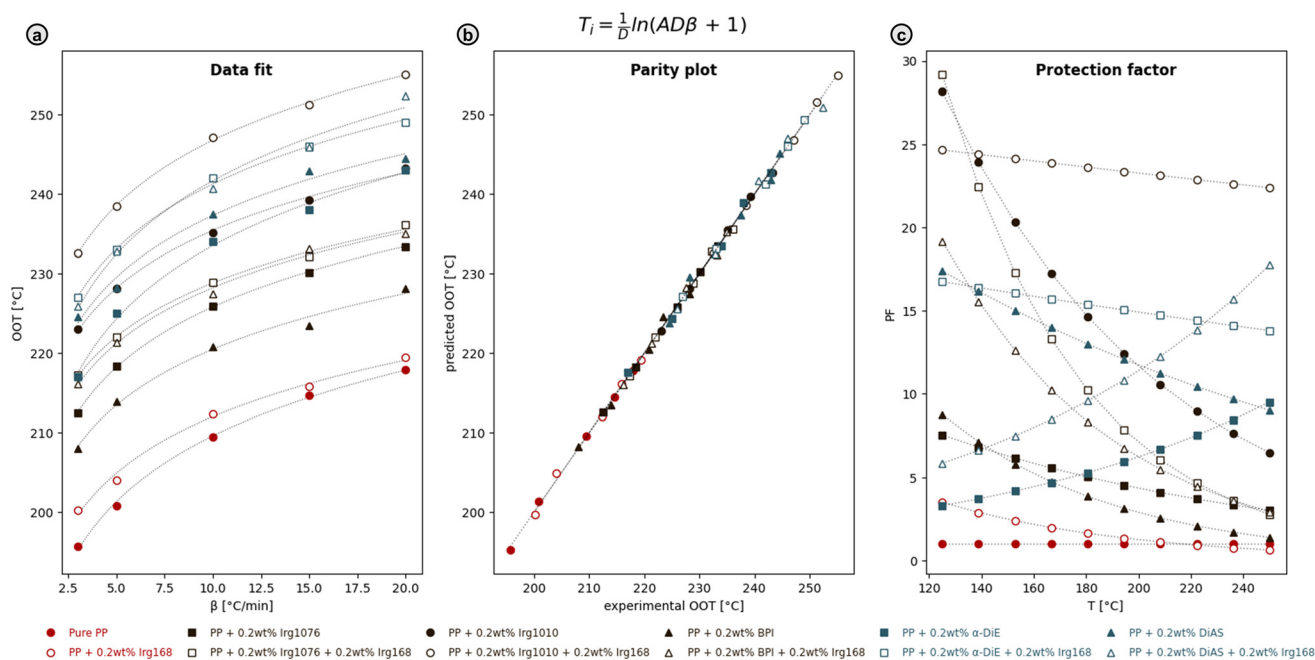 T_i = \frac{1}{D} ln(ADβ + 1)
a
Data fit
OOT [°C]
250
240
230
220
210
200
2.5 5.0 7.5 10.0 12.5 15.0 17.5 20.0
β [°C/min]
b
Parity plot
predicted OOT [°C]
250
240
230
220
210
200
200 210 220 230 240 250
experimental OOT [°C]
c
Protection factor
PF
30
25
20
15
10
5
0
120 140 160 180 200 220 240
T [°C]
Pure PP
PP + 0.2wt% Irg1076
PP + 0.2wt% Irg1010
PP + 0.2wt% BPI
PP + 0.2wt% α-DiE
PP + 0.2wt% DiAS
PP + 0.2wt% Irg168
PP + 0.2wt% Irg1076 + 0.2wt% Irg168
PP + 0.2wt% Irg1010 + 0.2wt% Irg168
PP + 0.2wt% BPI + 0.2wt% Irg168
PP + 0.2wt% α-DiE + 0.2wt% Irg168
PP + 0.2wt% DiAS + 0.2wt% Irg168